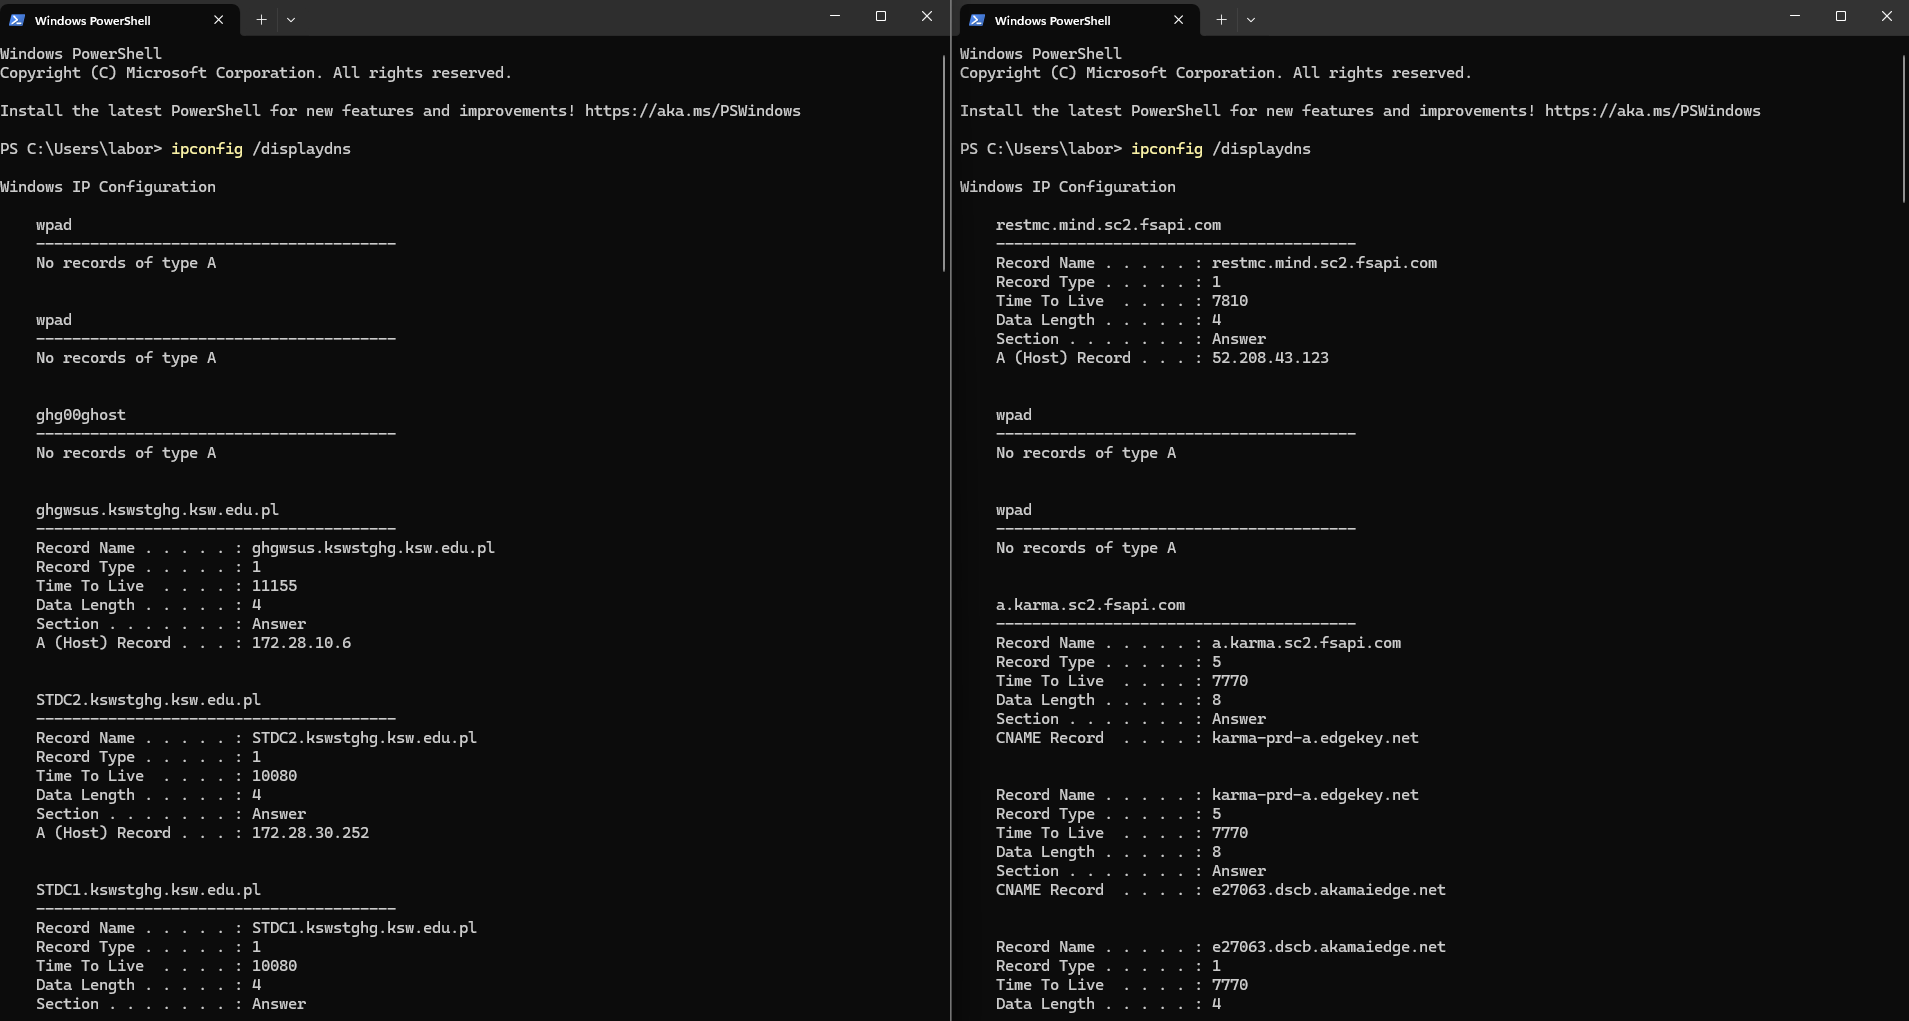 Windows PowerShell
Windows PowerShell
Copyright (C) Microsoft Corporation. All rights reserved.
Install the latest PowerShell for new features and improvements! https://aka.ms/PSWindows
PS C:\Users\labor> ipconfig /displaydns
Windows IP Configuration
wpad
----------------------------------------
No records of type A
wpad
----------------------------------------
No records of type A
ghg00ghost
----------------------------------------
No records of type A
ghgwsus.kswstghg.ksw.edu.pl
----------------------------------------
Record Name . . . . . : ghgwsus.kswstghg.ksw.edu.pl
Record Type . . . . . : 1
Time To Live  . . . . : 11155
Data Length . . . . . : 4
Section . . . . . . . : Answer
A (Host) Record . . . : 172.28.10.6
STDC2.kswstghg.ksw.edu.pl
----------------------------------------
Record Name . . . . . : STDC2.kswstghg.ksw.edu.pl
Record Type . . . . . : 1
Time To Live  . . . . : 10080
Data Length . . . . . : 4
Section . . . . . . . : Answer
A (Host) Record . . . : 172.28.30.252
STDC1.kswstghg.ksw.edu.pl
----------------------------------------
Record Name . . . . . : STDC1.kswstghg.ksw.edu.pl
Record Type . . . . . : 1
Time To Live  . . . . : 10080
Data Length . . . . . : 4
Section . . . . . . . : Answer
Windows PowerShell
Windows PowerShell
Copyright (C) Microsoft Corporation. All rights reserved.
Install the latest PowerShell for new features and improvements! https://aka.ms/PSWindows
PS C:\Users\labor> ipconfig /displaydns
Windows IP Configuration
restmc.mind.sc2.fsapi.com
----------------------------------------
Record Name . . . . . : restmc.mind.sc2.fsapi.com
Record Type . . . . . : 1
Time To Live  . . . . : 7810
Data Length . . . . . : 4
Section . . . . . . . : Answer
A (Host) Record . . . : 52.208.43.123
wpad
----------------------------------------
No records of type A
wpad
----------------------------------------
No records of type A
a.karma.sc2.fsapi.com
----------------------------------------
Record Name . . . . . : a.karma.sc2.fsapi.com
Record Type . . . . . : 5
Time To Live  . . . . : 7770
Data Length . . . . . : 8
Section . . . . . . . : Answer
CNAME Record  . . . . : karma-prd-a.edgekey.net
Record Name . . . . . : karma-prd-a.edgekey.net
Record Type . . . . . : 5
Time To Live  . . . . : 7770
Data Length . . . . . : 8
Section . . . . . . . : Answer
CNAME Record  . . . . : e27063.dscb.akamaiedge.net
Record Name . . . . . : e27063.dscb.akamaiedge.net
Record Type . . . . . : 1
Time To Live  . . . . : 7770
Data Length . . . . . : 4